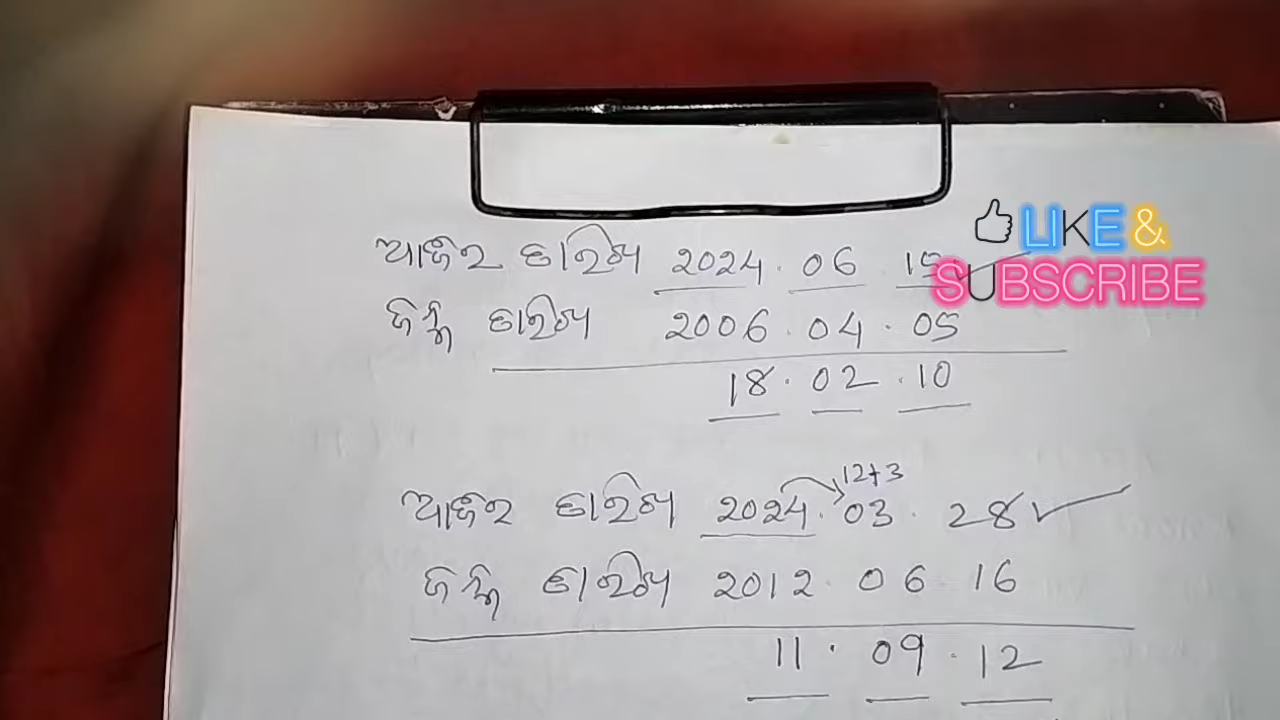 ଆଜିର ତାରିଖ 2024 . 06 . 15
LIKE &
SUBSCRIBE
ଜନ୍ମ ତାରିଖ 2006 . 04 . 05
18 . 02 . 10
12+3
ଆଜିର ତାରିଖ 2024 . 03 . 28
ଜନ୍ମ ତାରିଖ 2012 . 06 16
11 . 09 . 12